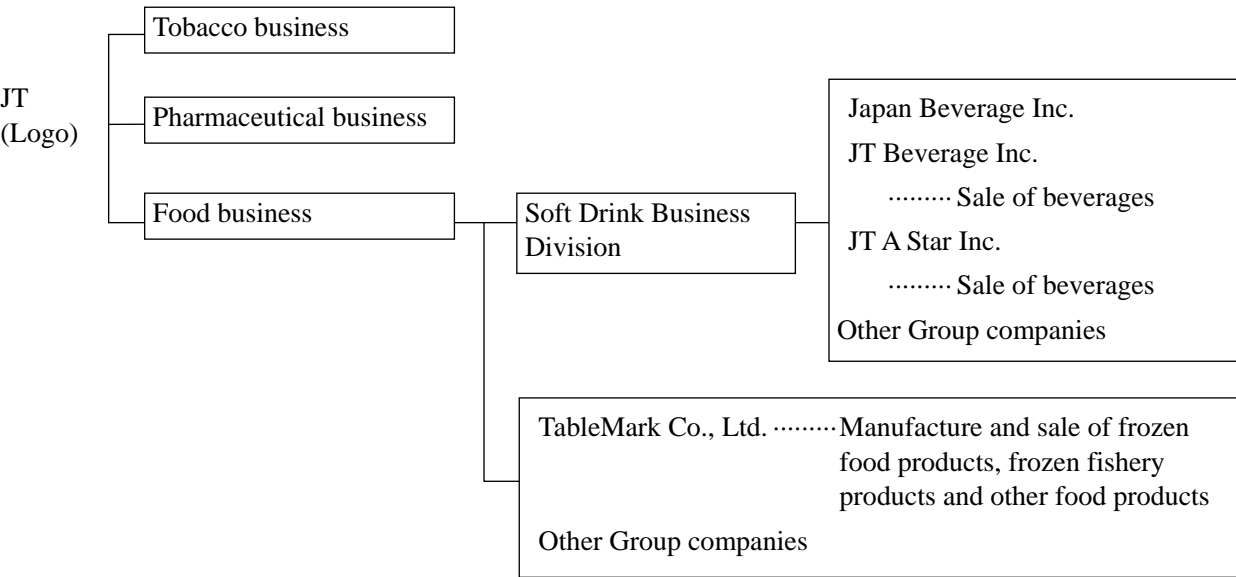 JT
(Logo)
Tobacco business
Pharmaceutical business
Food business
Soft Drink Business
Division
Japan Beverage Inc.
JT Beverage Inc.
········· Sale of beverages
JT A Star Inc.
········· Sale of beverages
Other Group companies
TableMark Co., Ltd. ········· Manufacture and sale of frozen
food products, frozen fishery
products and other food products
Other Group companies